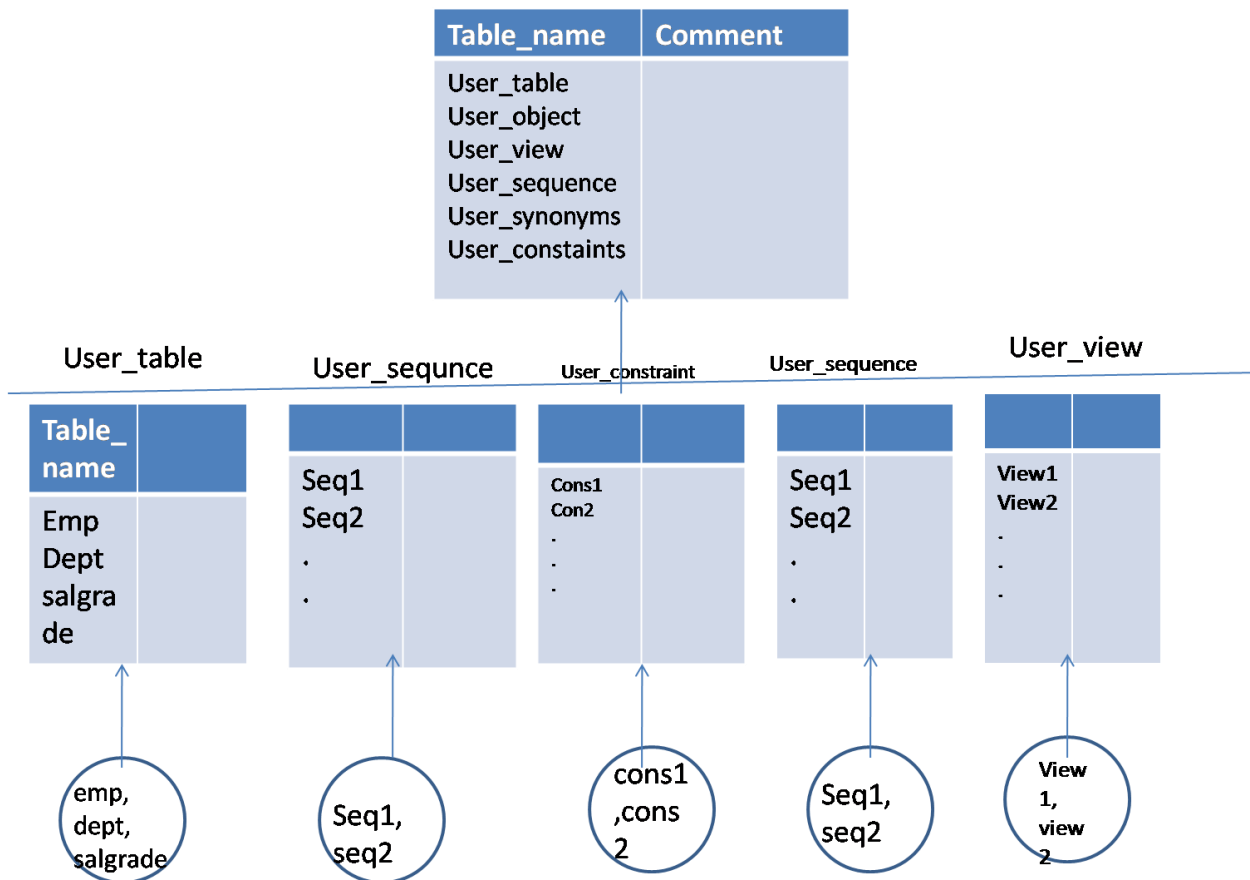 Table_name Comment
User_table
User_object
User_view
User_sequence
User_synonyms
User_constaints
User_table
User_sequnce
User_constraint
User_sequence
User_view
Table_
name
Emp
Dept
salgra
de
Seq1
Seq2
.
.
Cons1
Con2
.
.
.
Seq1
Seq2
.
.
View1
View2
.
.
.
emp,
dept,
salgrade
Seq1,
seq2
cons1
,cons
2
Seq1,
seq2
View
1,
view
2